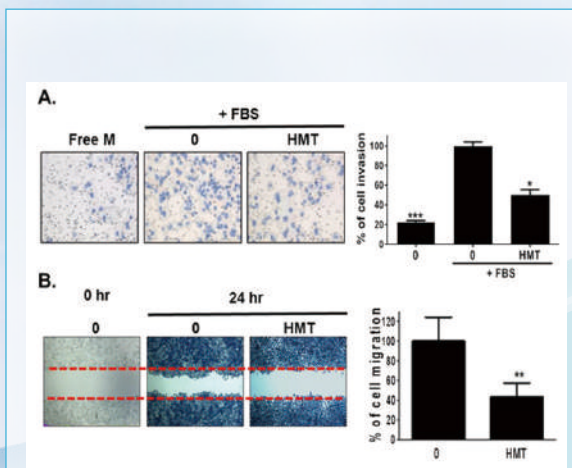 A.
+ FBS
Free M 0 HMT
% of cell invasion
100
80
60
40
20
0
***
*
0 0 HMT
+ FBS
B.
0 hr 24 hr
0 0 HMT
% of cell migration
140
120
100
80
60
40
20
0
**
0 HMT